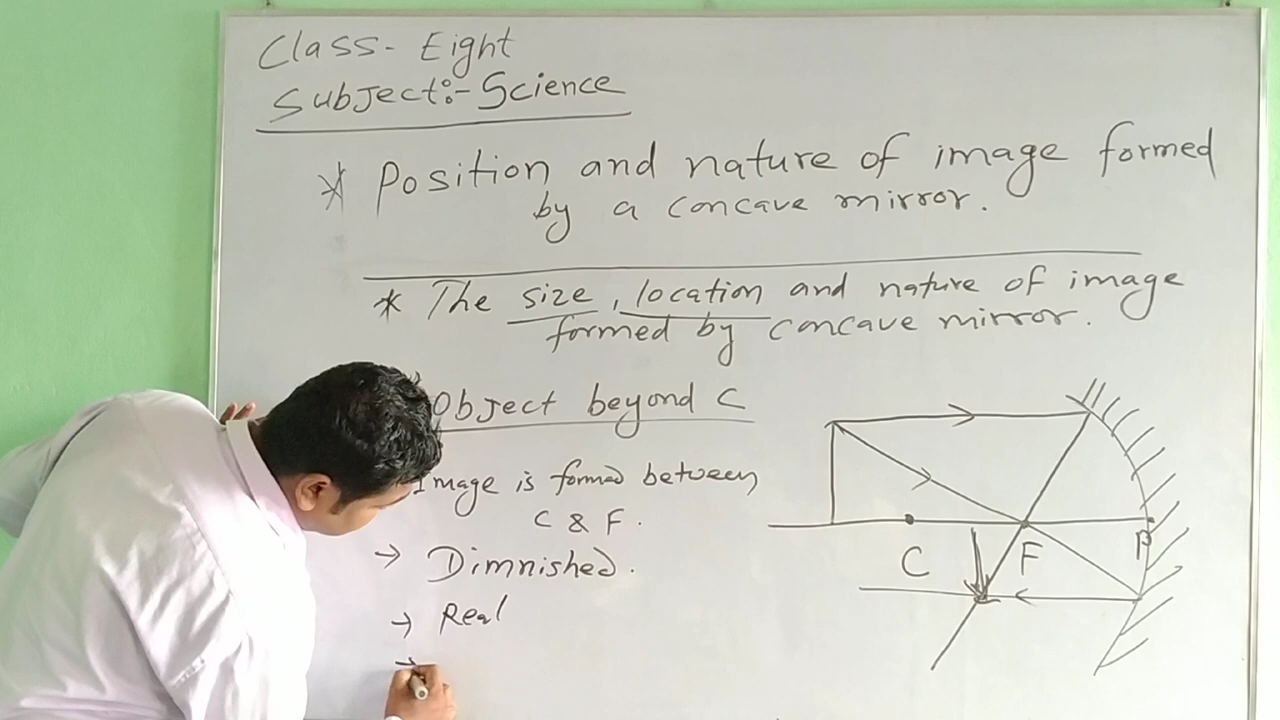 Class- Eight
Subject:- Science
* Position and nature of image formed
by a concave mirror.
* The size, location and nature of image
formed by concave mirror.
Object beyond C
Image is formed between
C & F.
→ Dimnished.
→ Real
→
C F P